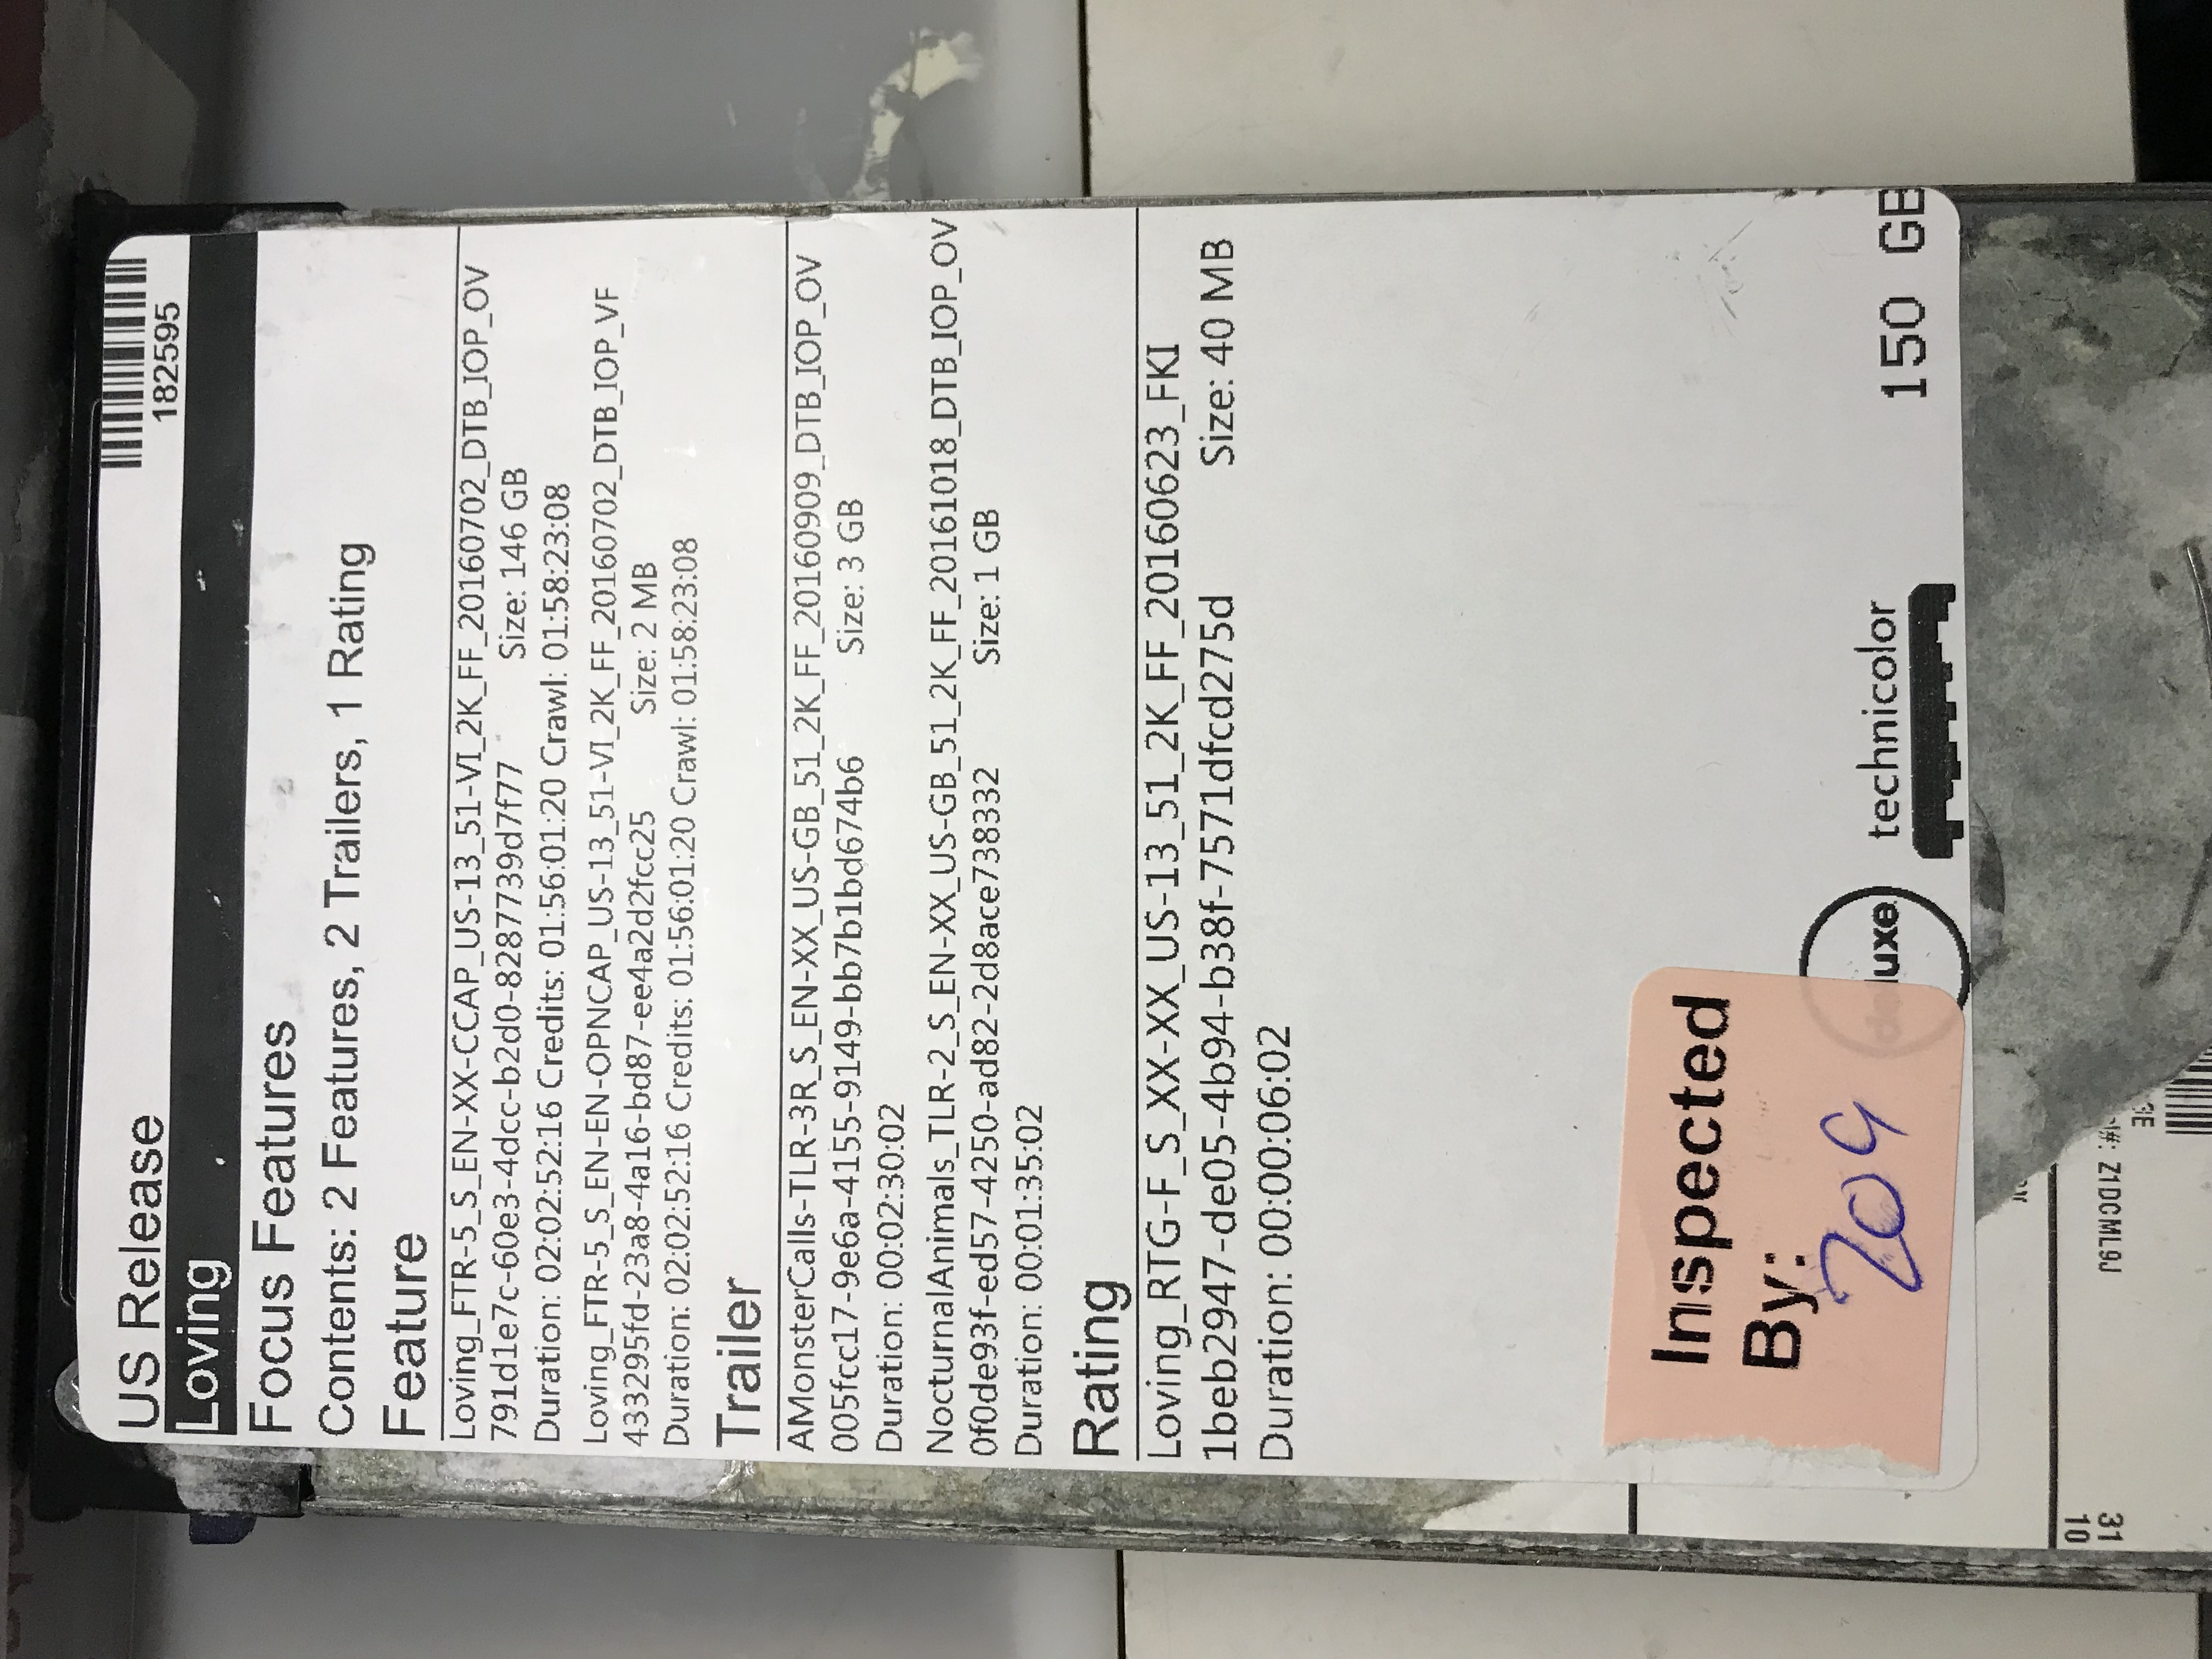 US Release
182595
Loving
Focus Features
Contents: 2 Features, 2 Trailers, 1 Rating
Feature
Loving_FTR-5_S_EN-XX-CCAP_US-13_51-VI_2K_FF_20160702_DTB_IOP_OV
791d1e7c-60e3-4dcc-b2d0-8287739d7f77 Size: 146 GB
Duration: 02:02:52:16 Credits: 01:56:01:20 Crawl: 01:58:23:08
Loving_FTR-5_S_EN-EN-OPNCAP_US-13_51-VI_2K_FF_20160702_DTB_IOP_VF
433295fd-23a8-4a16-bd87-ee4a2d2fcc25 Size: 2 MB
Duration: 02:02:52:16 Credits: 01:56:01:20 Crawl: 01:58:23:08
Trailer
AMonsterCalls-TLR-3R_S_EN-XX_US-GB_51_2K_FF_20160909_DTB_IOP_OV
005fcc17-9e6a-4155-9149-bb7b1bd674b6 Size: 3 GB
Duration: 00:02:30:02
NocturnalAnimals_TLR-2_S_EN-XX_US-GB_51_2K_FF_20161018_DTB_IOP_OV
0f0de93f-ed57-4250-ad82-2d8ace738332 Size: 1 GB
Duration: 00:01:35:02
Rating
Loving_RTG-F_S_XX-XX_US-13_51_2K_FF_20160623_FKI
1beb2947-de05-4b94-b38f-7571dfcd275d Size: 40 MB
Duration: 00:00:06:02
Inspected
By:
209
deluxe technicolor 150 GB
10
31
Z1DCML9J